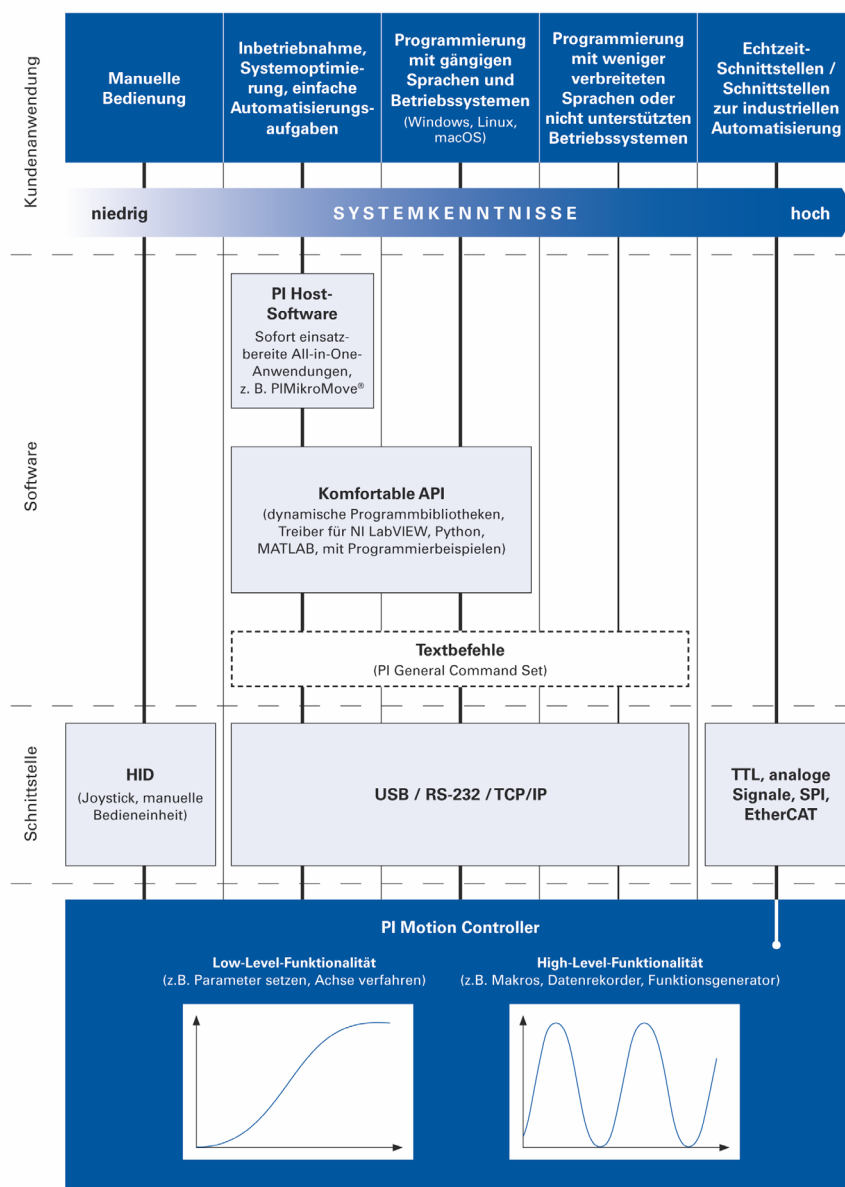 Kundenanwendung
Manuelle
Bedienung
Inbetriebnahme,
Systemoptimie-
rung, einfache
Automatisierungs-
aufgaben
Programmierung
mit gängigen
Sprachen und
Betriebssystemen
(Windows, Linux,
macOS)
Programmierung
mit weniger
verbreiteten
Sprachen oder
nicht unterstützten
Betriebssystemen
Echtzeit-
Schnittstellen /
Schnittstellen
zur industriellen
Automatisierung
niedrig
SYSTEMKENNTNISSE
hoch
Software
PI Host-
Software
Sofort einsatz-
bereite All-in-One-
Anwendungen,
z. B. PIMikroMove®
Komfortable API
(dynamische Programmbibliotheken,
Treiber für NI LabVIEW, Python,
MATLAB, mit Programmierbeispielen)
Textbefehle
(PI General Command Set)
Schnittstelle
HID
(Joystick, manuelle
Bedieneinheit)
USB / RS-232 / TCP/IP
TTL, analoge
Signale, SPI,
EtherCAT
PI Motion Controller
Low-Level-Funktionalität
(z.B. Parameter setzen, Achse verfahren)
High-Level-Funktionalität
(z.B. Makros, Datenrekorder, Funktionsgenerator)